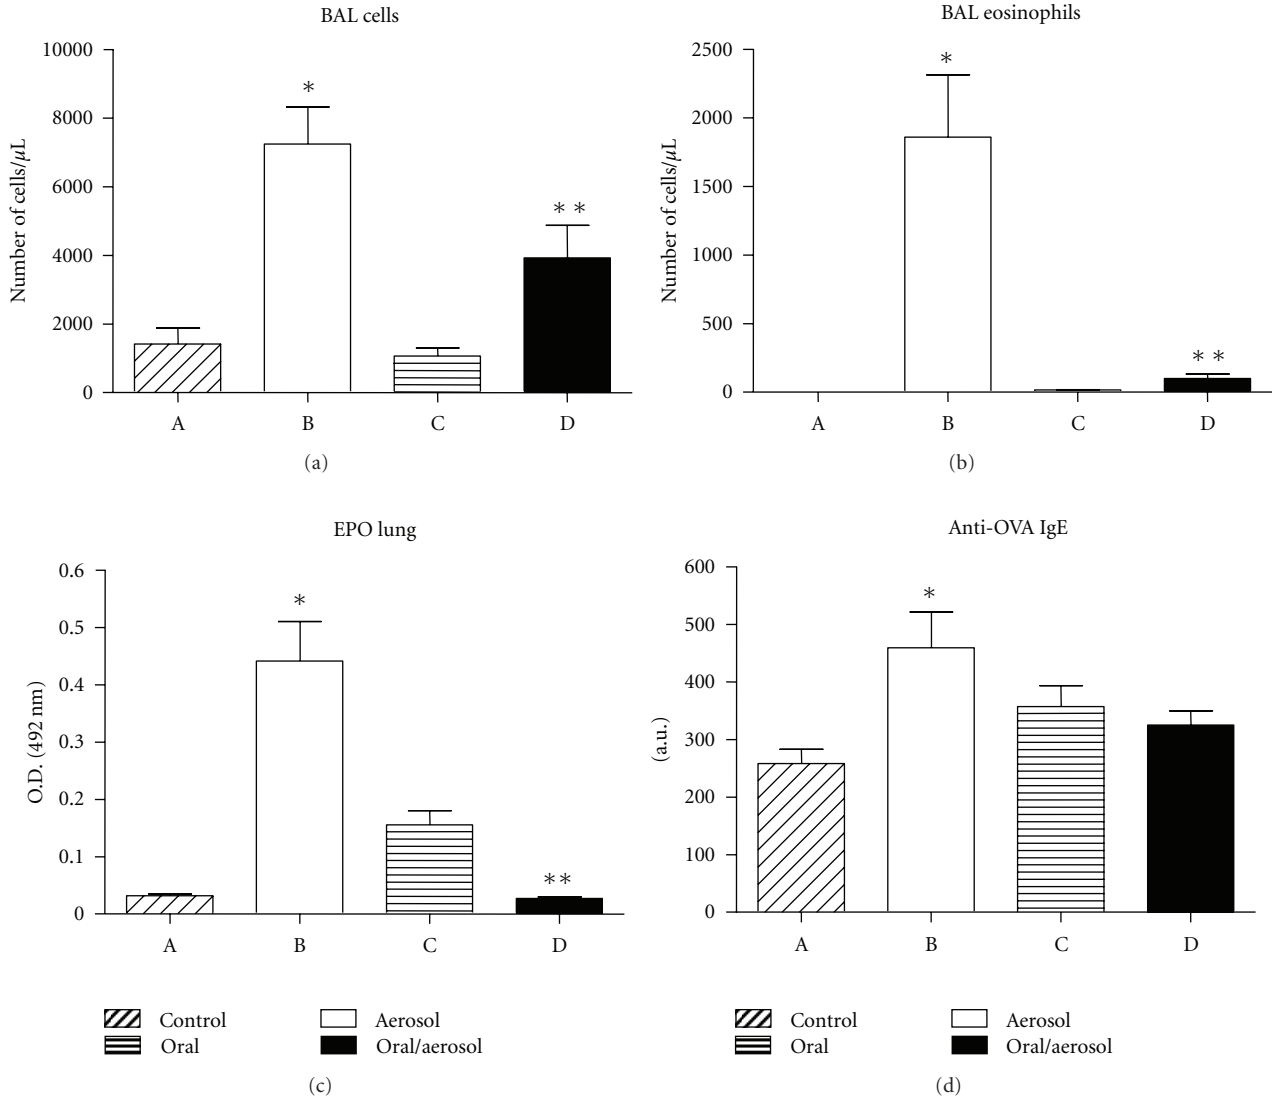 BAL cells
Number of cells/μL
10000
8000
6000
4000
2000
0
*
**
A B C D
(a)
BAL eosinophils
Number of cells/μL
2500
2000
1500
1000
500
0
*
**
A B C D
(b)
EPO lung
O.D. (492 nm)
0.6
0.5
0.4
0.3
0.2
0.1
0
*
**
A B C D
Control Aerosol
Oral Oral/aerosol
(c)
Anti-OVA IgE
(a.u.)
600
500
400
300
200
100
0
*
A B C D
Control Aerosol
Oral Oral/aerosol
(d)